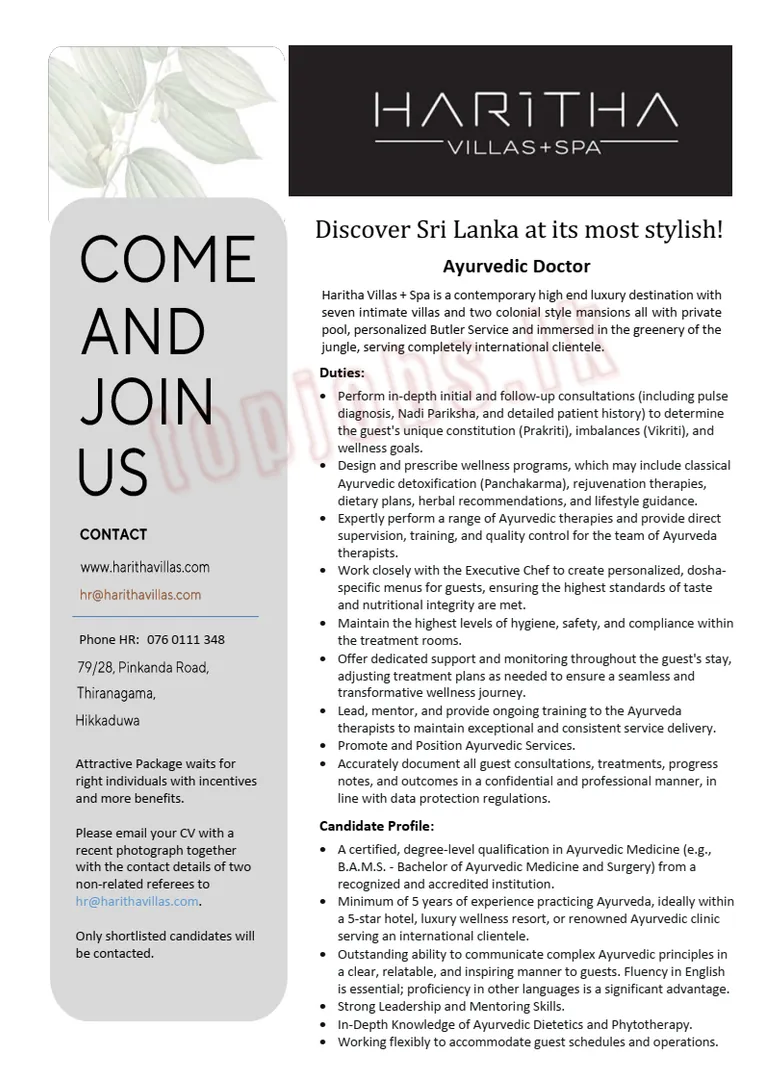 HARITHA
VILLAS+SPA
COME
AND
JOIN
US
CONTACT
www.harithavillas.com
hr@harithavillas.com
Phone HR: 076 0111 348
79/28, Pinkanda Road,
Thiranagama,
Hikkaduwa
Attractive Package waits for
right individuals with incentives
and more benefits.
Please email your CV with a
recent photograph together
with the contact details of two
non-related referees to
hr@harithavillas.com.
Only shortlisted candidates will
be contacted.
Discover Sri Lanka at its most stylish!
Ayurvedic Doctor
Haritha Villas + Spa is a contemporary high end luxury destination with
seven intimate villas and two colonial style mansions all with private
pool, personalized Butler Service and immersed in the greenery of the
jungle, serving completely international clientele.
Duties:
• Perform in-depth initial and follow-up consultations (including pulse
diagnosis, Nadi Pariksha, and detailed patient history) to determine
the guest's unique constitution (Prakriti), imbalances (Vikriti), and
wellness goals.
• Design and prescribe wellness programs, which may include classical
Ayurvedic detoxification (Panchakarma), rejuvenation therapies,
dietary plans, herbal recommendations, and lifestyle guidance.
• Expertly perform a range of Ayurvedic therapies and provide direct
supervision, training, and quality control for the team of Ayurveda
therapists.
• Work closely with the Executive Chef to create personalized, dosha-
specific menus for guests, ensuring the highest standards of taste
and nutritional integrity are met.
• Maintain the highest levels of hygiene, safety, and compliance within
the treatment rooms.
• Offer dedicated support and monitoring throughout the guest's stay,
adjusting treatment plans as needed to ensure a seamless and
transformative wellness journey.
• Lead, mentor, and provide ongoing training to the Ayurveda
therapists to maintain exceptional and consistent service delivery.
• Promote and Position Ayurvedic Services.
• Accurately document all guest consultations, treatments, progress
notes, and outcomes in a confidential and professional manner, in
line with data protection regulations.
Candidate Profile:
• A certified, degree-level qualification in Ayurvedic Medicine (e.g.,
B.A.M.S. - Bachelor of Ayurvedic Medicine and Surgery) from a
recognized and accredited institution.
• Minimum of 5 years of experience practicing Ayurveda, ideally within
a 5-star hotel, luxury wellness resort, or renowned Ayurvedic clinic
serving an international clientele.
• Outstanding ability to communicate complex Ayurvedic principles in
a clear, relatable, and inspiring manner to guests. Fluency in English
is essential; proficiency in other languages is a significant advantage.
• Strong Leadership and Mentoring Skills.
• In-Depth Knowledge of Ayurvedic Dietetics and Phytotherapy.
• Working flexibly to accommodate guest schedules and operations.
topjobs.lk